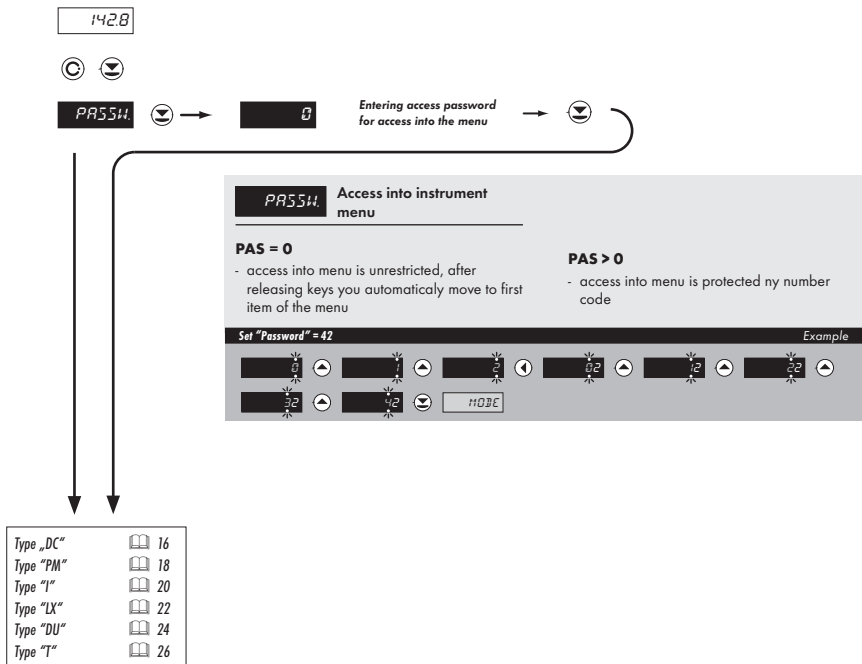 142.8
PASSW.
0
Entering access password
for access into the menu
PASSW.
Access into instrument
menu
PAS = 0
- access into menu is unrestricted, after
releasing keys you automaticaly move to first
item of the menu
PAS > 0
- access into menu is protected ny number
code
Set "Password" = 42
Example
0 1 2 02 12 22
32 42 MODE
Type „DC" 16
Type "PM" 18
Type "I" 20
Type "LX" 22
Type "DU" 24
Type "T" 26